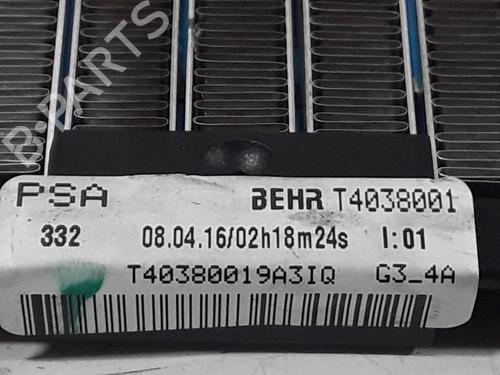 B-PARTS
PSA BEHR T4038001
332 08.04.16/02h18m24s I:01
T40380019A3IQ G3_4A